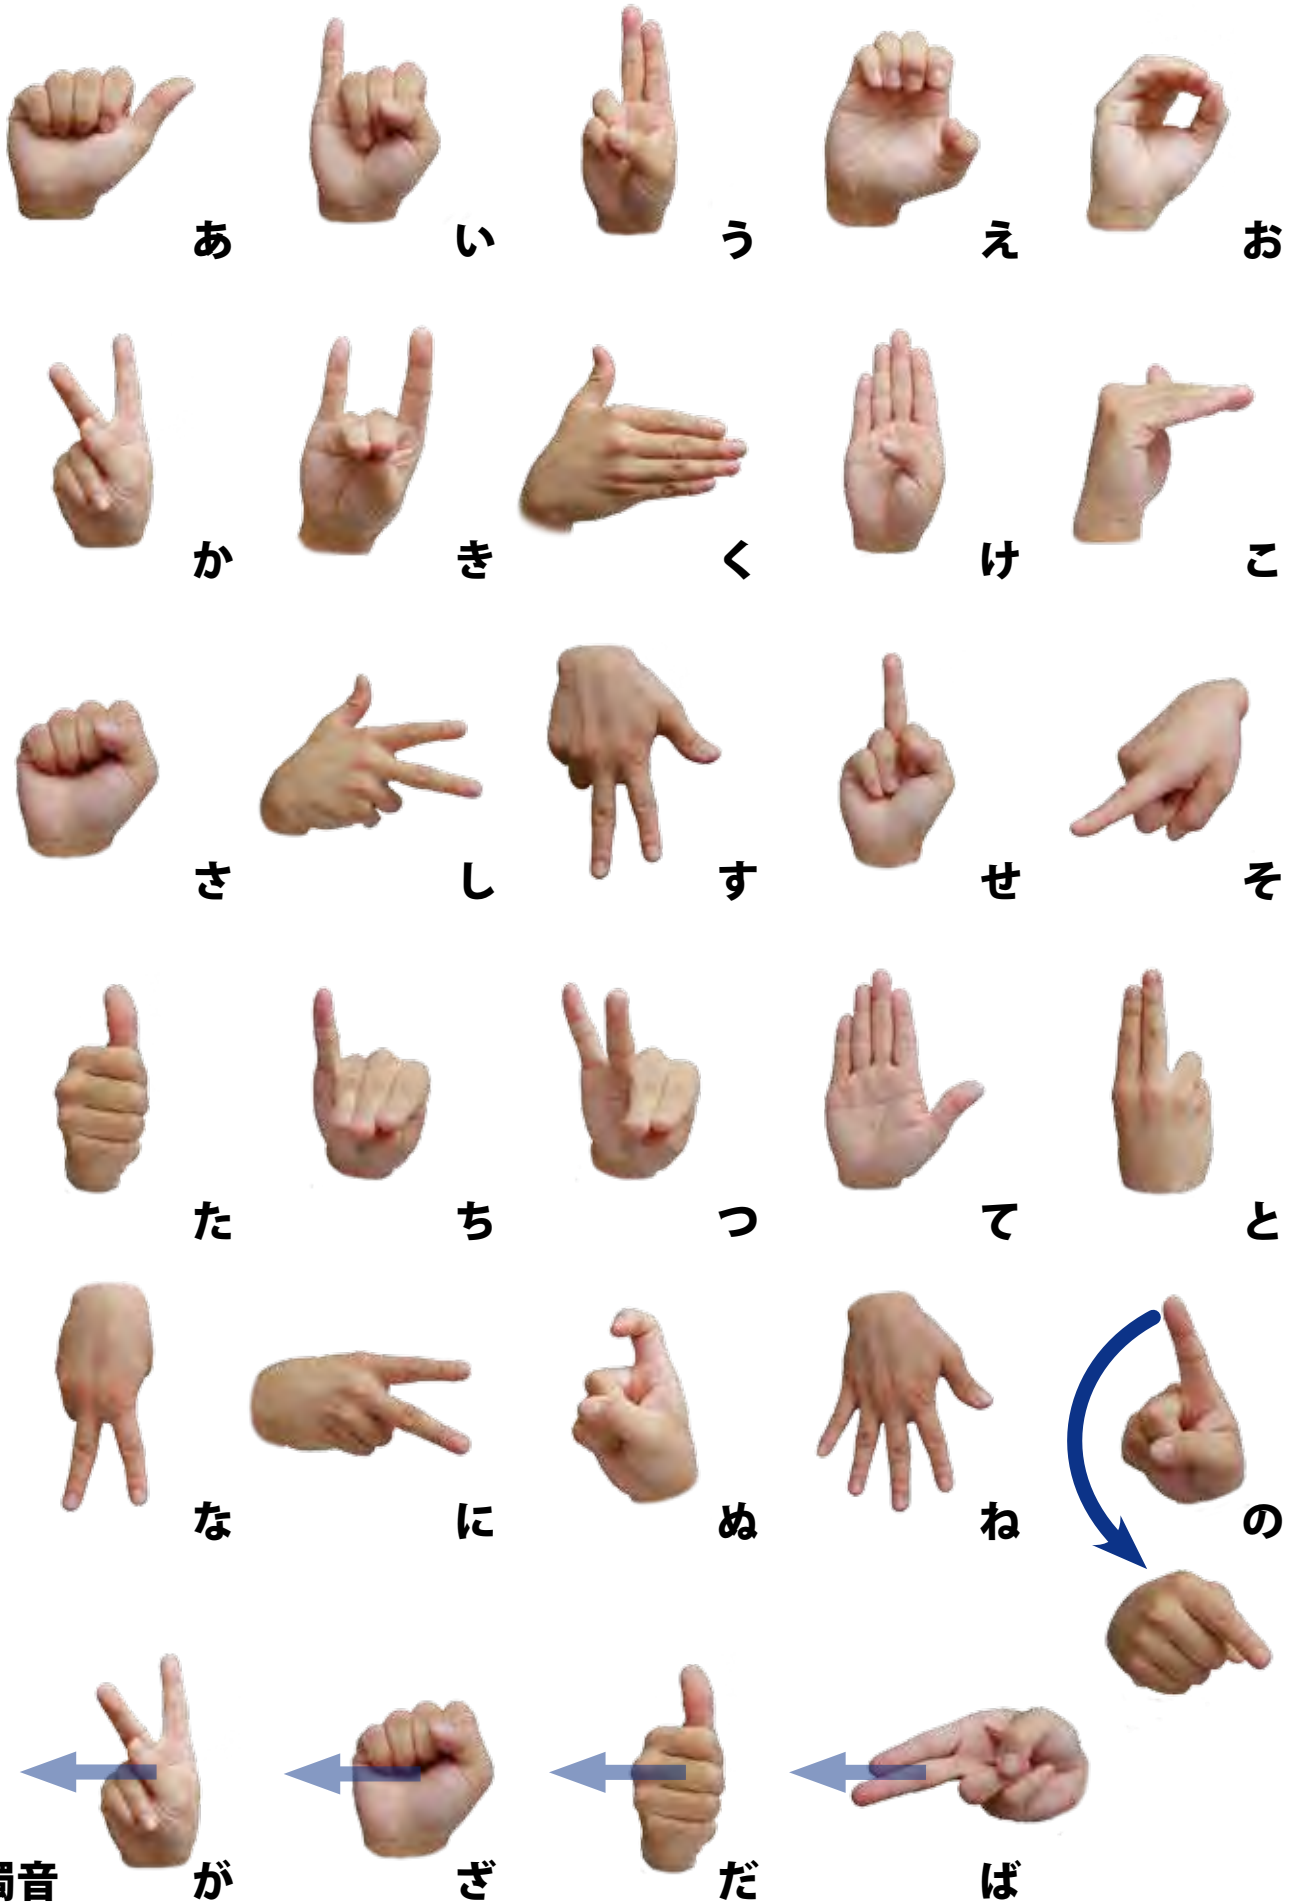 あ い う え お
か き く け こ
さ し す せ そ
た ち つ て と
な に ぬ ね の
濁音 が ざ だ ば